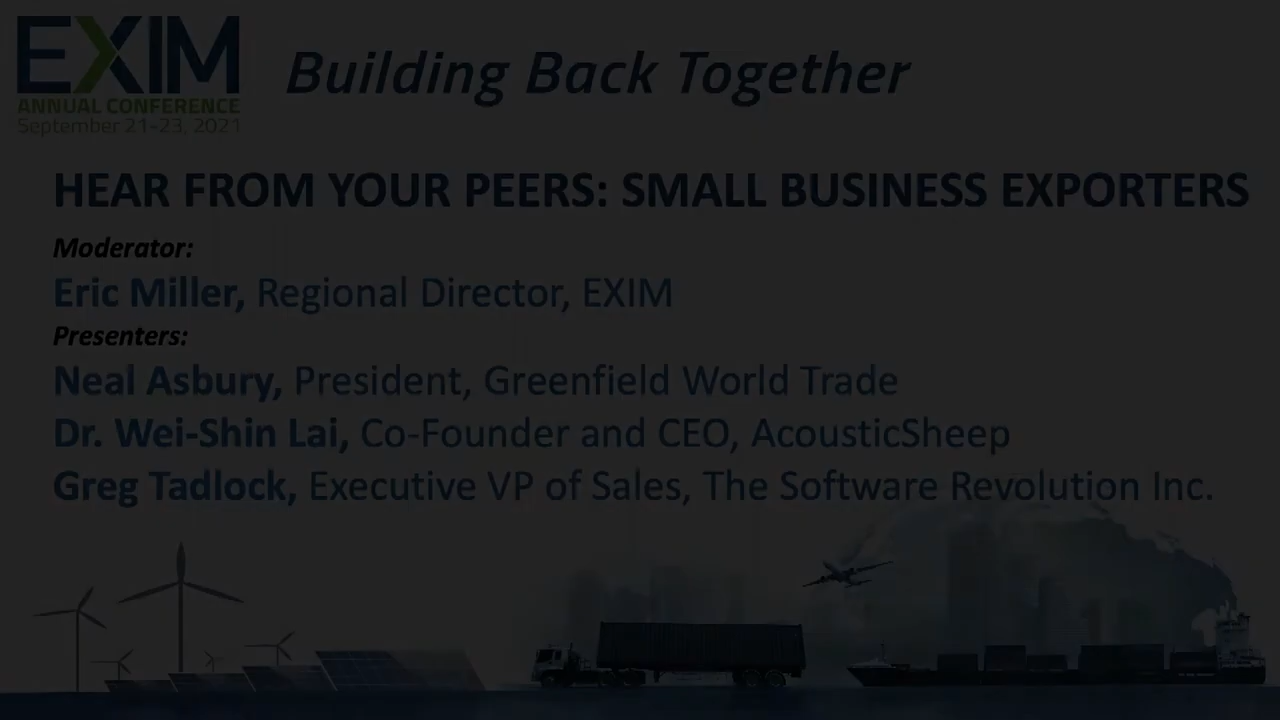 EXIM
ANNUAL CONFERENCE
September 21-23, 2021
Building Back Together
HEAR FROM YOUR PEERS: SMALL BUSINESS EXPORTERS
Moderator:
Eric Miller, Regional Director, EXIM
Presenters:
Neal Asbury, President, Greenfield World Trade
Dr. Wei-Shin Lai, Co-Founder and CEO, AcousticSheep
Greg Tadlock, Executive VP of Sales, The Software Revolution Inc.